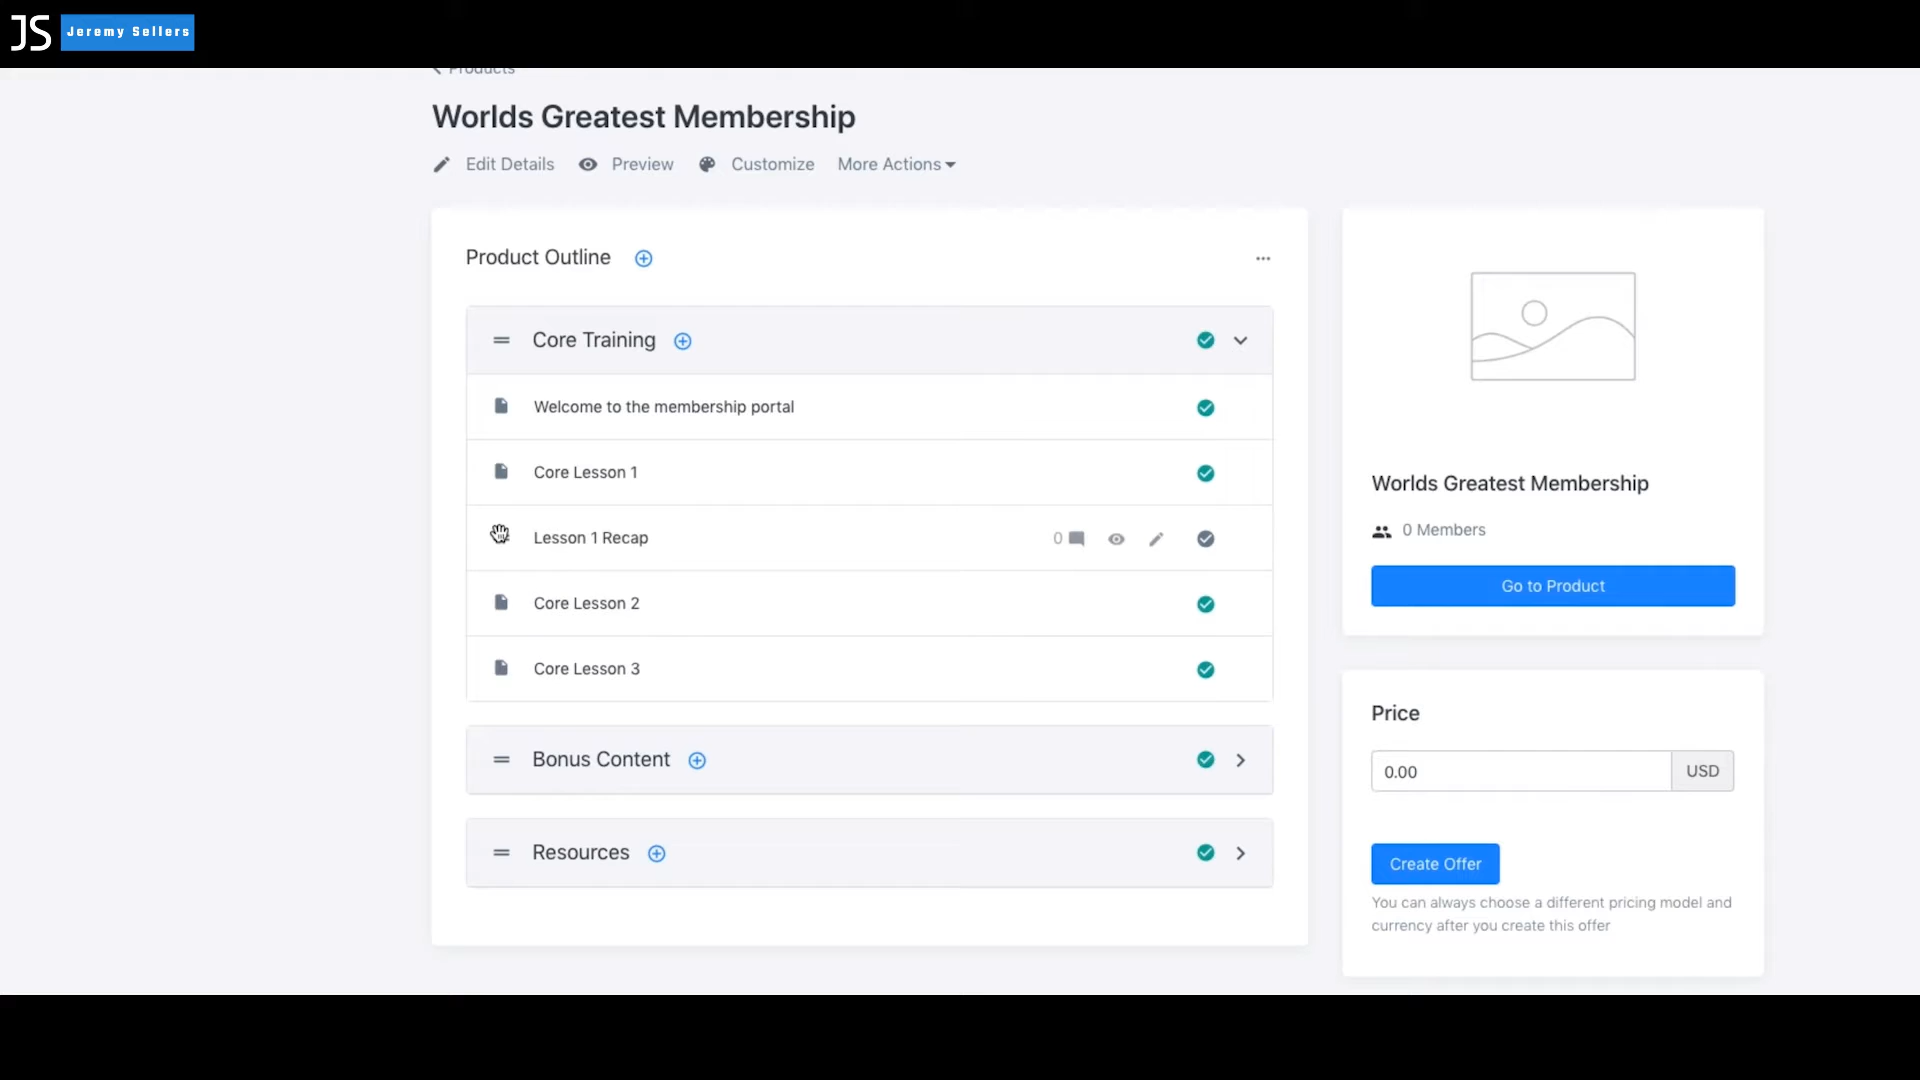 JS Jeremy Sellers
Products
Worlds Greatest Membership
Edit Details Preview Customize More Actions
Product Outline
Core Training
Welcome to the membership portal
Core Lesson 1
Lesson 1 Recap 0
Core Lesson 2
Core Lesson 3
Bonus Content
Resources
Worlds Greatest Membership
0 Members
Go to Product
Price
0.00 USD
Create Offer
You can always choose a different pricing model and
currency after you create this offer